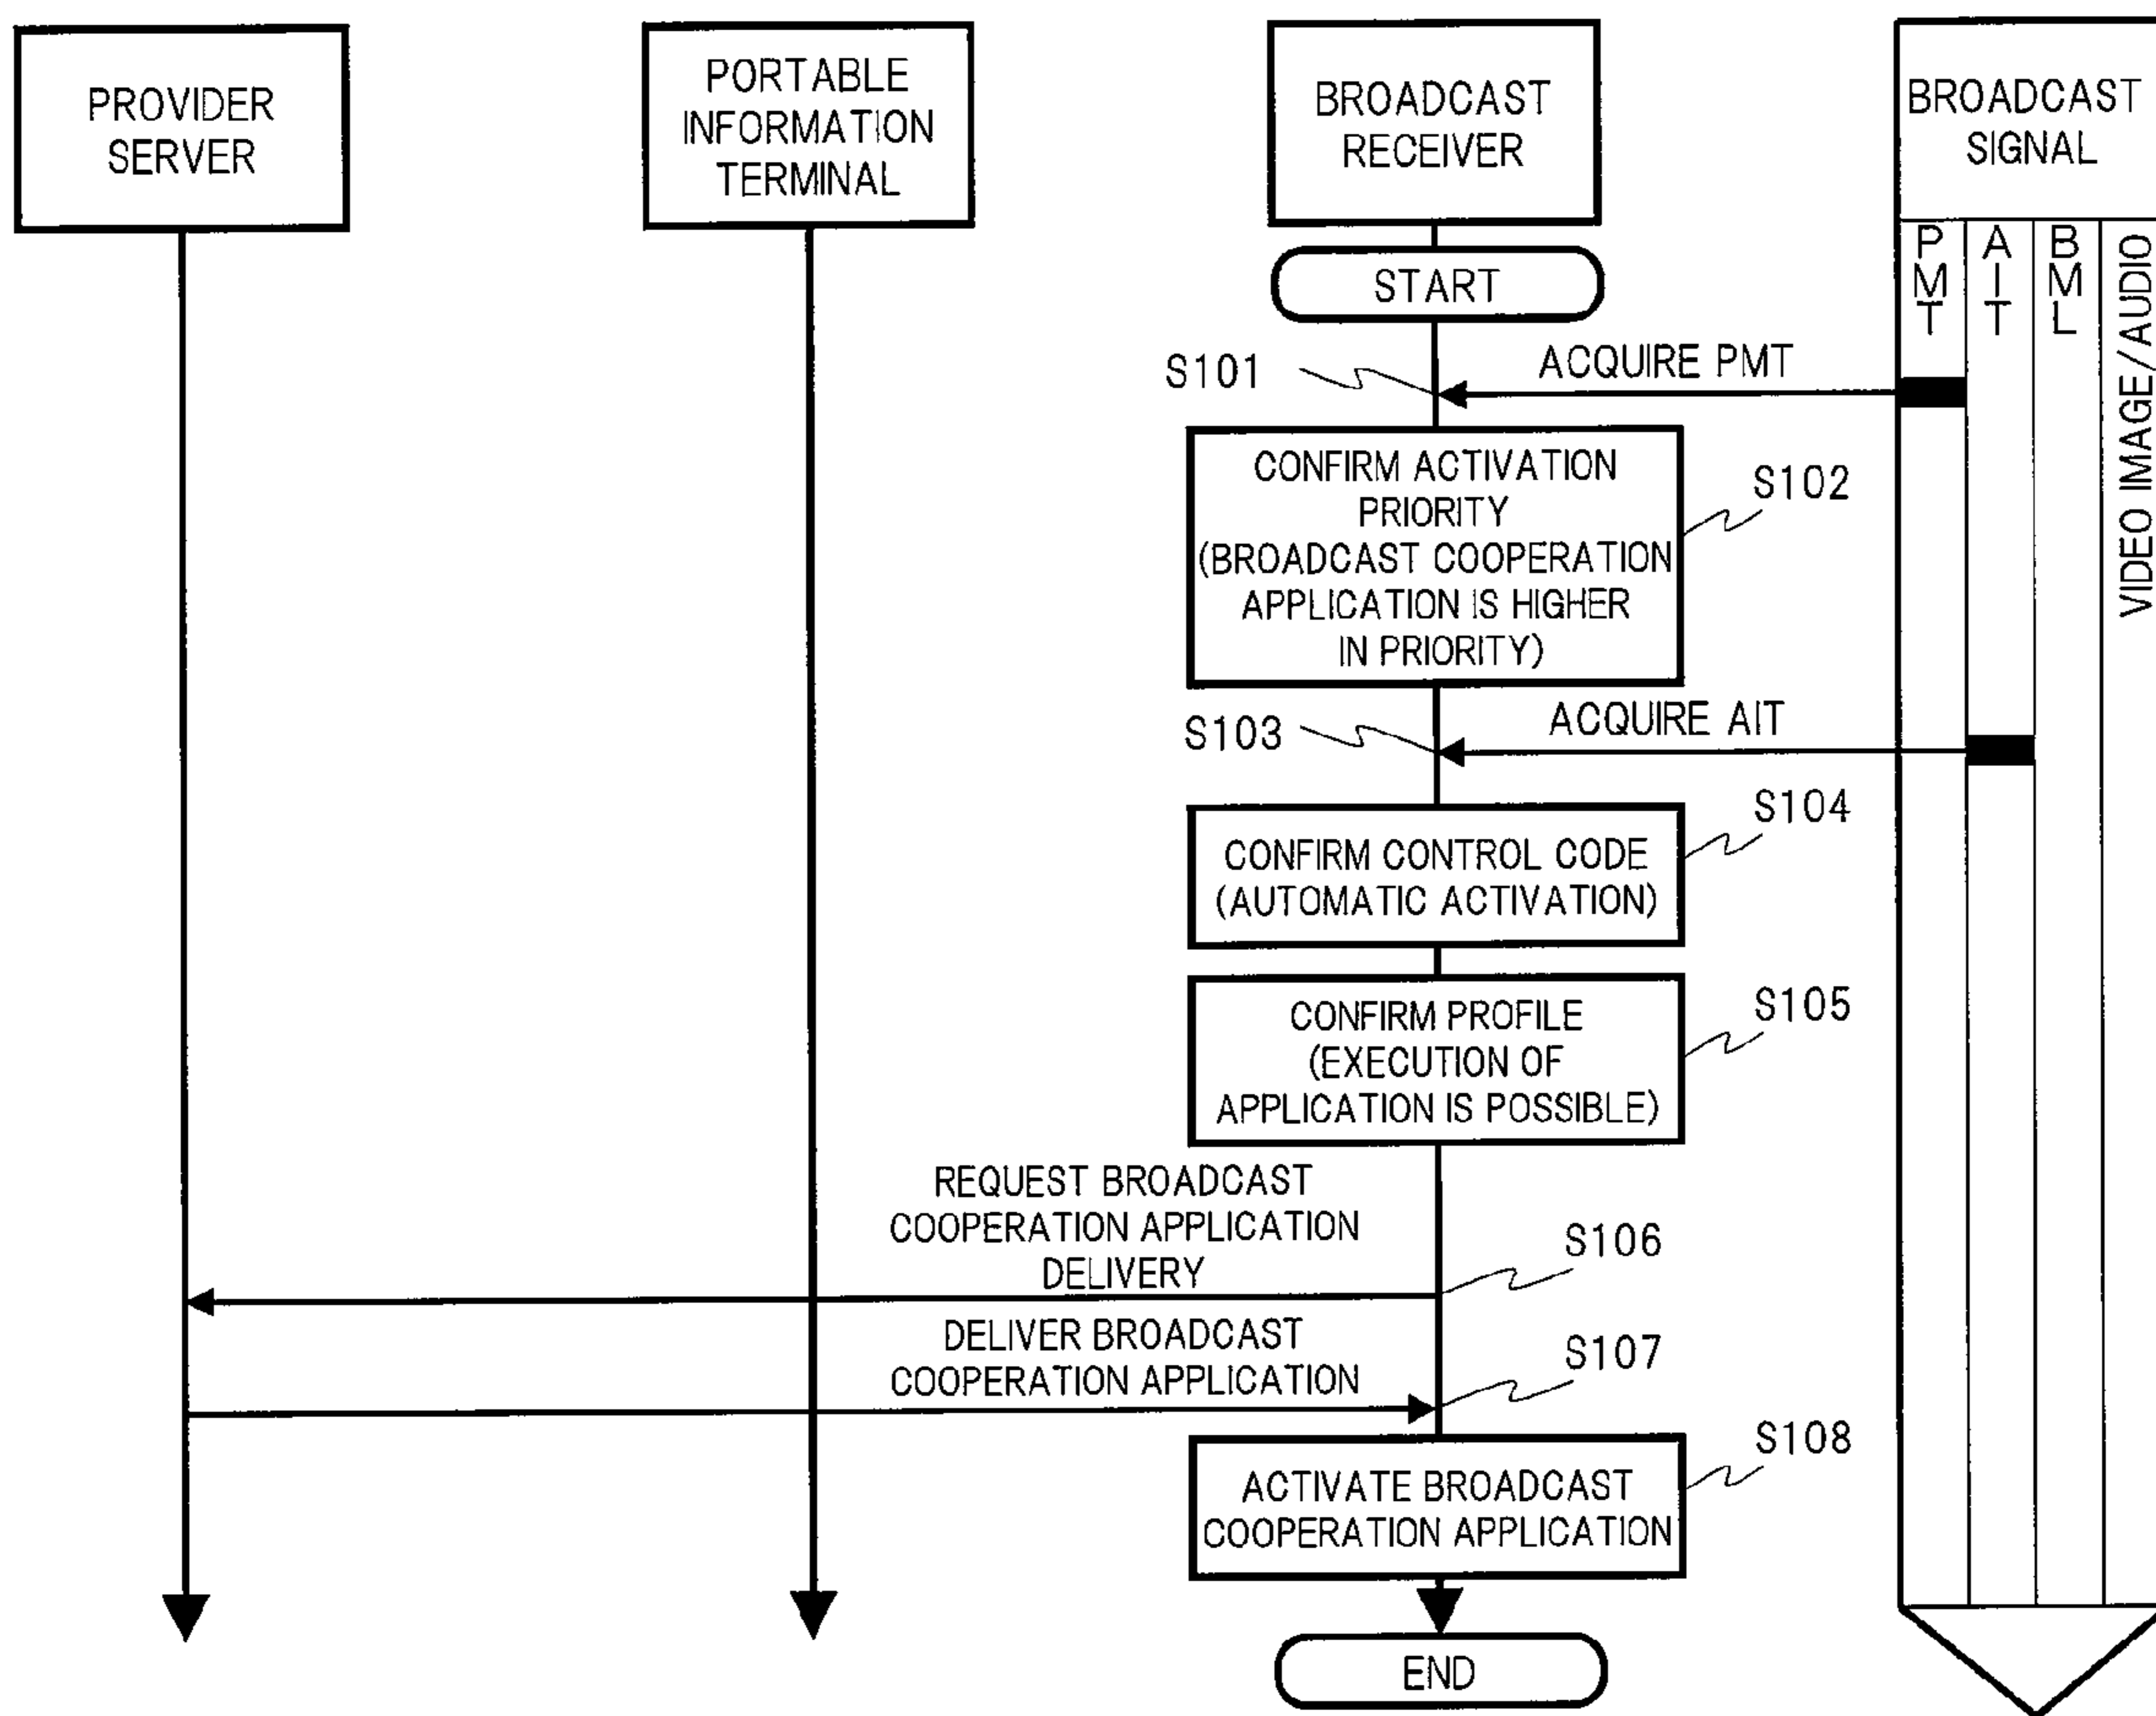 PROVIDER
SERVER
PORTABLE
INFORMATION
TERMINAL
BROADCAST
RECEIVER
BROADCAST
SIGNAL
START
PMT
AIT
BML
VIDEO IMAGE/AUDIO
S101
ACQUIRE PMT
CONFIRM ACTIVATION
PRIORITY
(BROADCAST COOPERATION
APPLICATION IS HIGHER
IN PRIORITY)
S102
S103
ACQUIRE AIT
S104
CONFIRM CONTROL CODE
(AUTOMATIC ACTIVATION)
S105
CONFIRM PROFILE
(EXECUTION OF
APPLICATION IS POSSIBLE)
REQUEST BROADCAST
COOPERATION APPLICATION
DELIVERY
S106
DELIVER BROADCAST
COOPERATION APPLICATION
S107
S108
ACTIVATE BROADCAST
COOPERATION APPLICATION
END